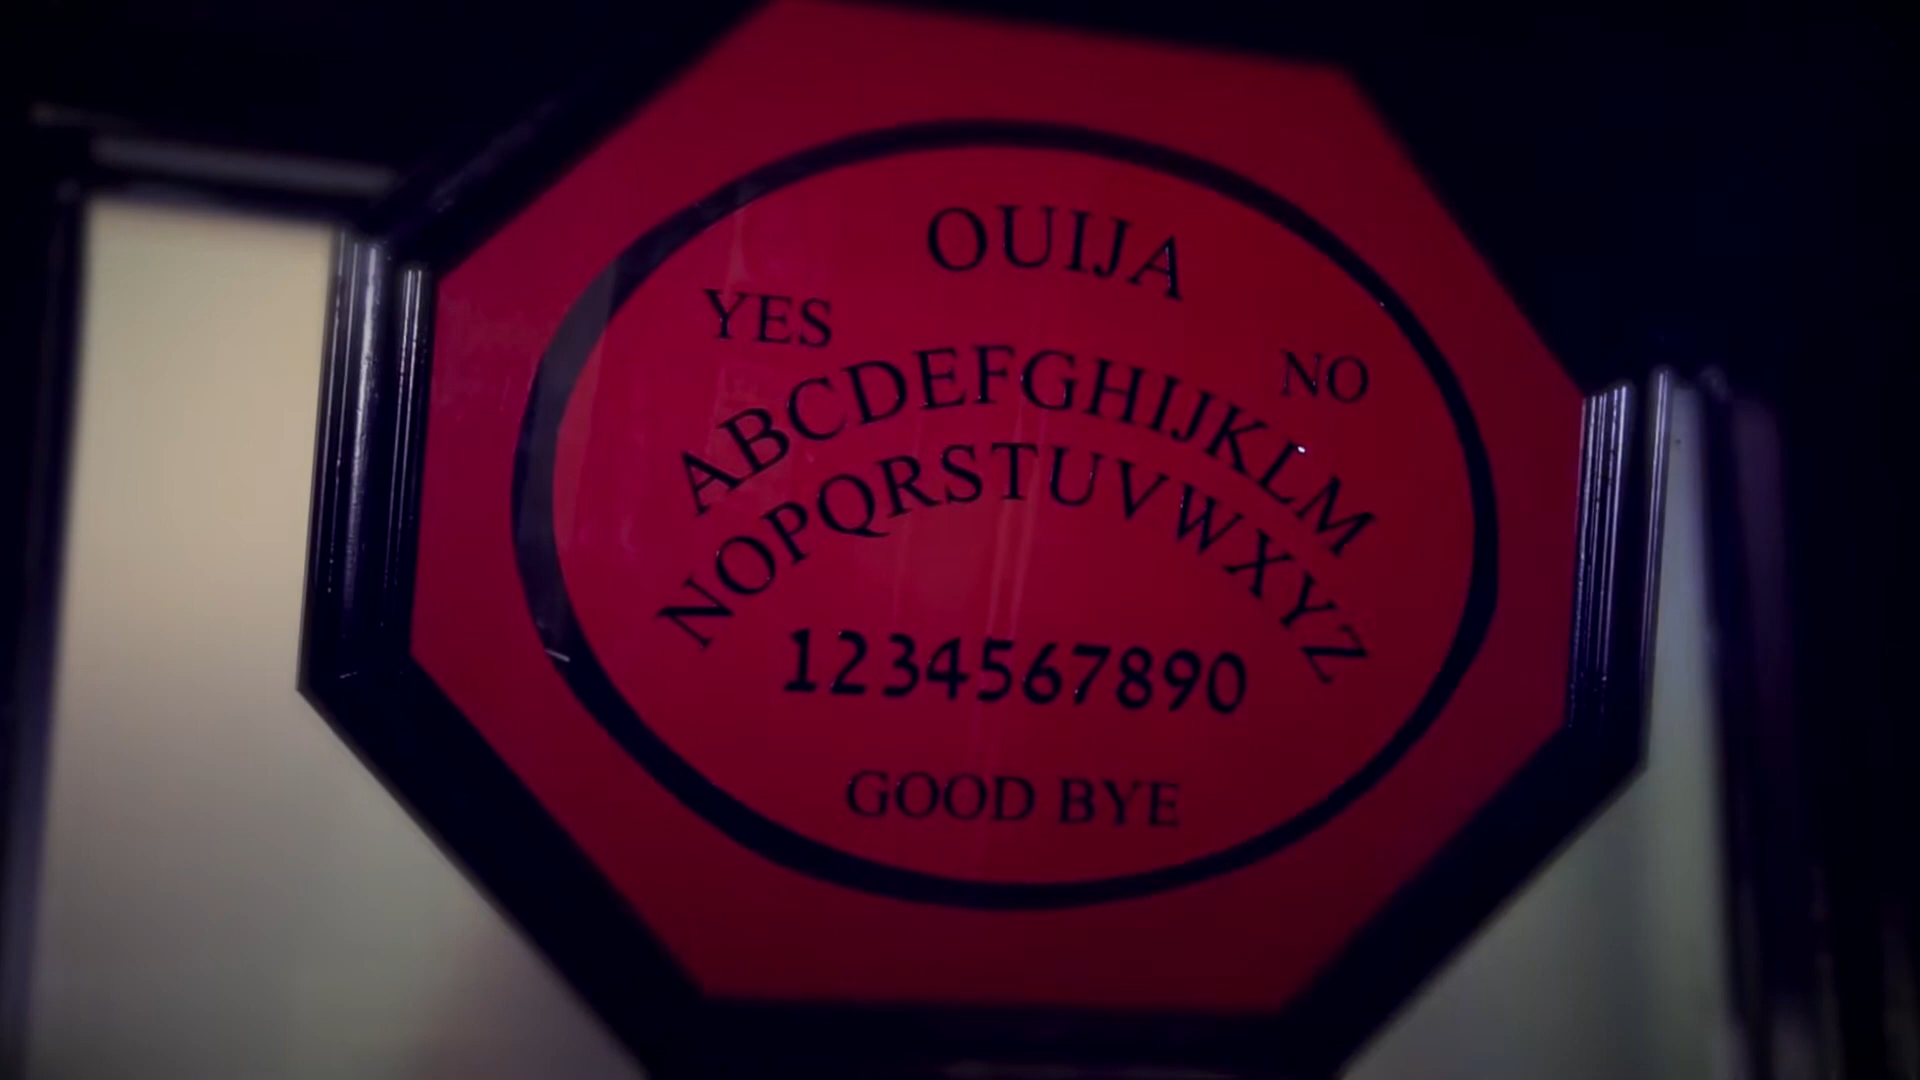 OUIJA
YES
NO
ABCDEFGHIJKLM
NOPQRSTUVWXYZ
1234567890
GOOD BYE